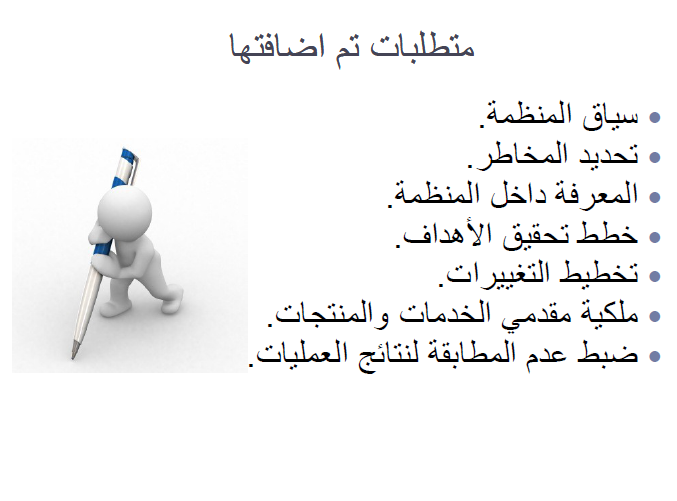 متطلبات تم اضافتها
• سياق المنظمة.
• تحديد المخاطر.
• المعرفة داخل المنظمة.
• خطط تحقيق الأهداف.
• تخطيط التغييرات.
• ملكية مقدمي الخدمات والمنتجات.
• ضبط عدم المطابقة لنتائج العمليات.